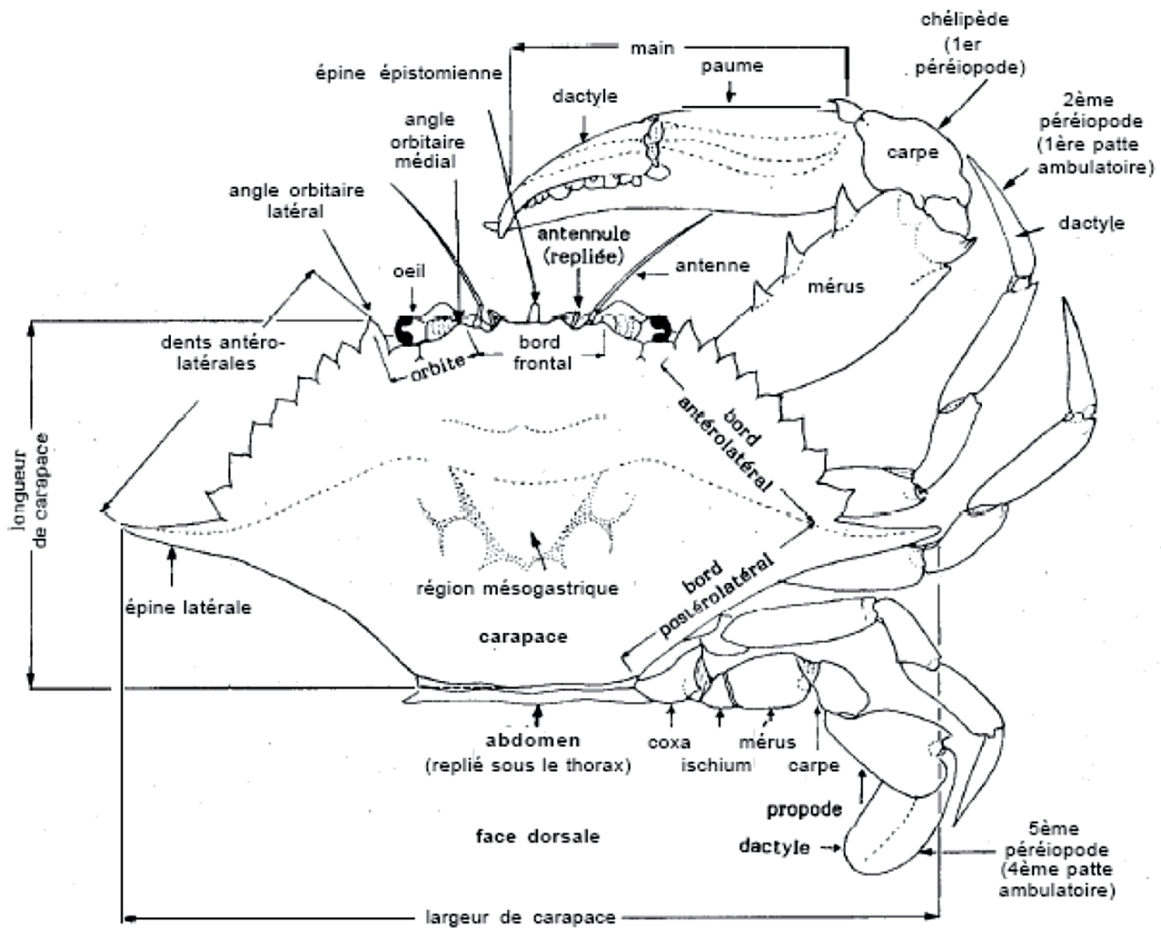 chélipède
(1er
péréiopode)
main
paume
épine épistomienne
dactyle
2ème
péréiopode
(1ère patte
ambulatoire)
angle
orbitaire
médial
carpe
angle orbitaire
latéral
dactyle
antennule
(repliée)
oeil
antenne
mérus
dents antéro-
latérales
orbite
bord
frontal
bord
antérolatéral
longueur
de carapace
région mésogastrique
bord
postérolatéral
épine latérale
carapace
abdomen
(replié sous le thorax)
coxa
mérus
ischium
carpe
propode
face dorsale
dactyle
5ème
péréiopode
(4ème patte
ambulatoire)
largeur de carapace